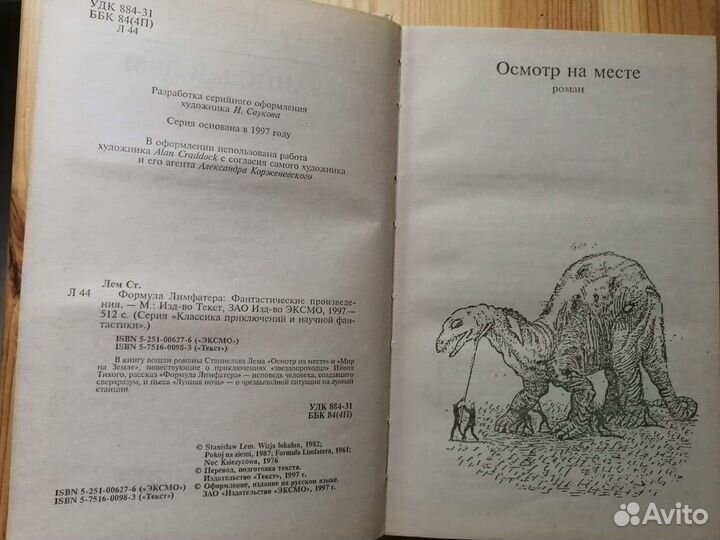 УДК 884-31
ББК 84(4П)
Л 44
Разработка серийного оформления
художника И. Саукова
Серия основана в 1997 году
В оформлении использована работа
художника Alan Craddock с согласия самого художника
и его агента Александра Корженевского
Лем Ст.
Л 44 Формула Лимфатера: Фантастические произведе-
ния. — М.: Изд-во Текст, ЗАО Изд-во ЭКСМО, 1997.—
512 с. (Серия «Классика приключений и научной фан-
тастики».)
ISBN 5-251-00627-6 («ЭКСМО»)
ISBN 5-7516-0098-3 («Текст»)
В книгу вошли романы Станислава Лема «Осмотр на месте» и «Мир
на Земле», повествующие о приключениях «звездопроходца» Ийона
Тихого, рассказ «Формула Лимфатера» — исповедь человека, создавшего
сверхразум, и пьеса «Лунная ночь» — о чрезвычайной ситуации на лунной
станции.
УДК 884-31
ББК 84(4П)
© Stanisław Lem. Wizja lokalna, 1982;
Pokoj na ziemi, 1987; Formula Limfatera, 1961;
Noc Ksiezycowa, 1976
© Перевод, подготовка текста.
Издательство «Текст», 1997 г.
© Оформление, издание на русском языке.
ЗАО «Издательство «ЭКСМО», 1997 г.
ISBN 5-251-00627-6 («ЭКСМО»)
ISBN 5-7516-0098-3 («Текст»)
Осмотр на месте
роман
Avito